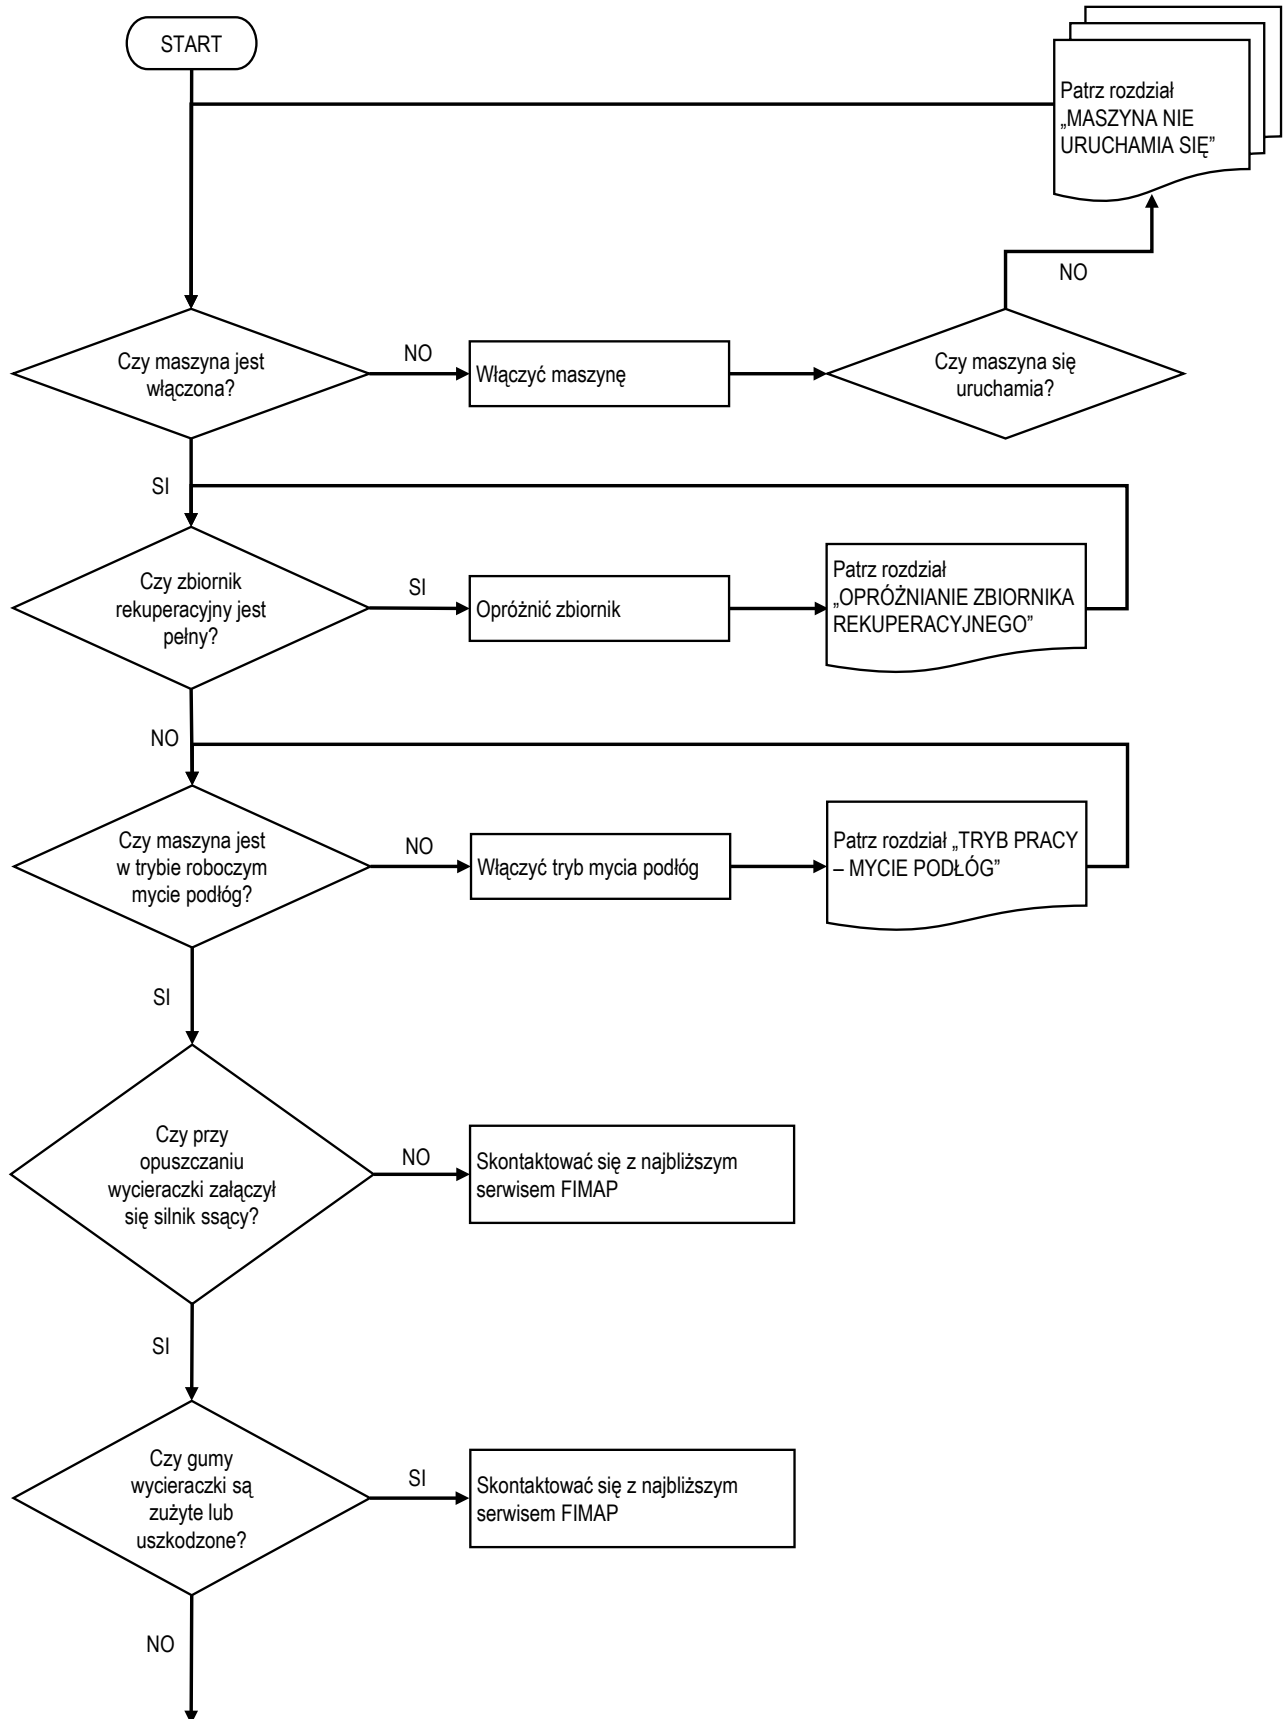 START
Patrz rozdział
„MASZYNA NIE
URUCHAMIA SIĘ”
NO
Czy maszyna jest
włączona?
NO
Włączyć maszynę
Czy maszyna się
uruchamia?
SI
Czy zbiornik
rekuperacyjny jest
pełny?
SI
Opróżnić zbiornik
Patrz rozdział
„OPRÓŻNIANIE ZBIORNIKA
REKUPERACYJNEGO”
NO
Czy maszyna jest
w trybie roboczym
mycie podłóg?
NO
Włączyć tryb mycia podłóg
Patrz rozdział „TRYB PRACY
– MYCIE PODŁÓG”
SI
Czy przy
opuszczaniu
wycieraczki załączył
się silnik ssący?
NO
Skontaktować się z najbliższym
serwisem FIMAP
SI
Czy gumy
wycieraczki są
zużyte lub
uszkodzone?
SI
Skontaktować się z najbliższym
serwisem FIMAP
NO